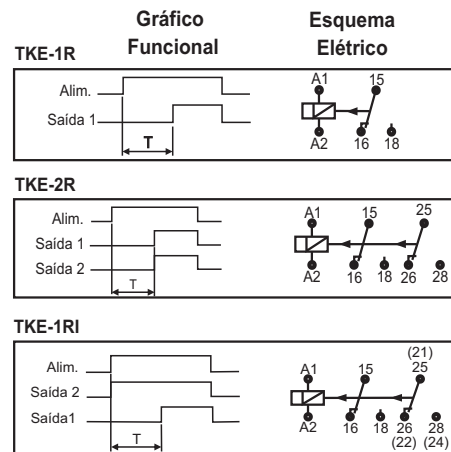 Gráfico Funcional
Esquema Elétrico
TKE-1R
Alim.
Saída 1
T
A1
15
A2
16
18
TKE-2R
Alim.
Saída 1
Saída 2
T
A1
15
25
A2
16
18
26
28
TKE-1RI
Alim.
Saída 2
Saída1
T
A1
15
(21)
25
A2
16
18
26
28
(22)
(24)